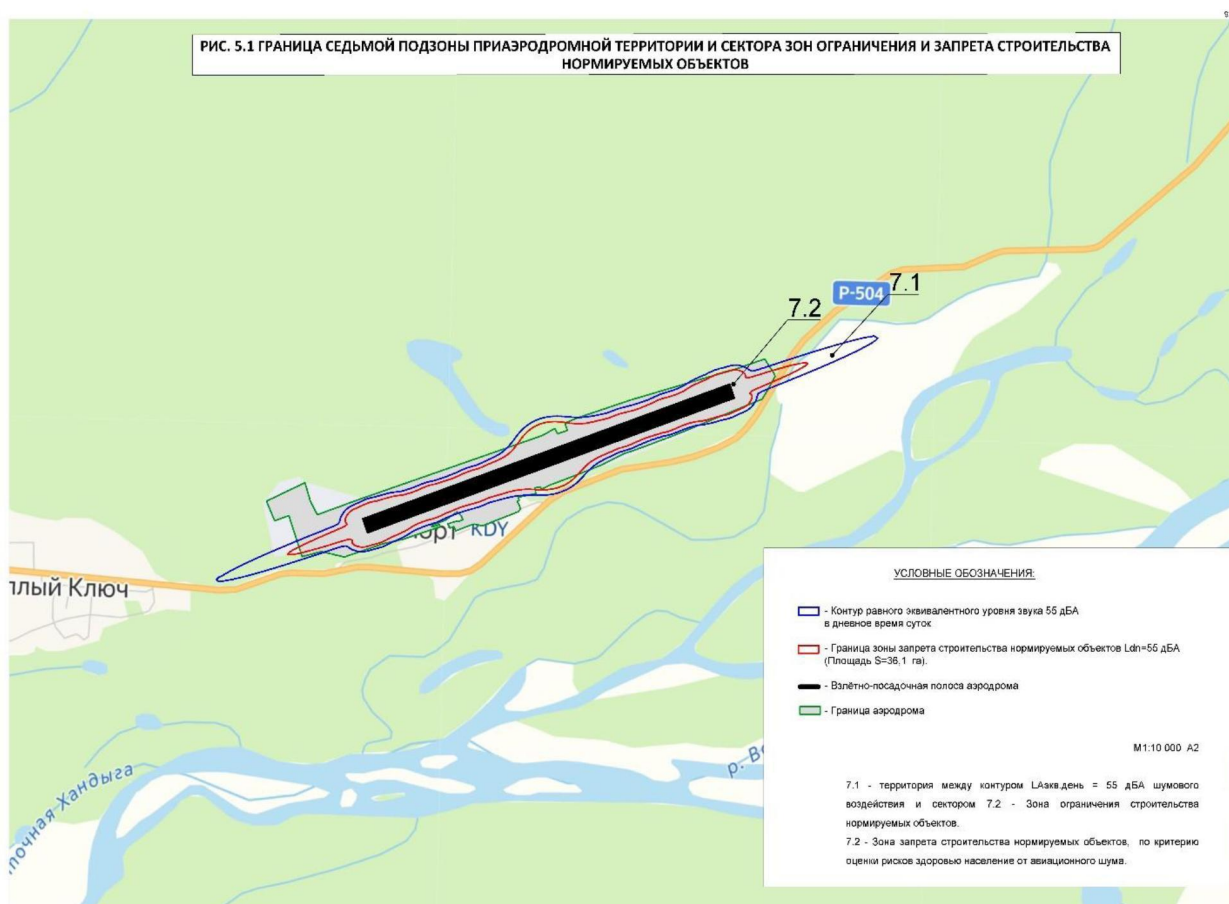 РИС. 5.1 ГРАНИЦА СЕДЬМОЙ ПОДЗОНЫ ПРИАЭРОДРОМНОЙ ТЕРРИТОРИИ И СЕКТОРА ЗОН ОГРАНИЧЕНИЯ И ЗАПРЕТА СТРОИТЕЛЬСТВА
НОРМИРУЕМЫХ ОБЪЕКТОВ
7.1
Р-504
7.2
KDY
плый Ключ
точная Хандыга
УСЛОВНЫЕ ОБОЗНАЧЕНИЯ:
- Контур равного эквивалентного уровня звука 55 дБА
в дневное время суток
- Граница зоны запрета строительства нормируемых объектов Ldn=55 дБА
(Площадь S=36,1 га).
- Взлётно-посадочная полоса аэродрома
- Граница аэродрома
М1:10 000 А2
7.1 - территория между контуром LАэкв.день = 55 дБА шумового
воздействия и сектором 7.2 - Зона ограничения строительства
нормируемых объектов.
7.2 - Зона запрета строительства нормируемых объектов, по критерию
оценки рисков здоровью население от авиационного шума.